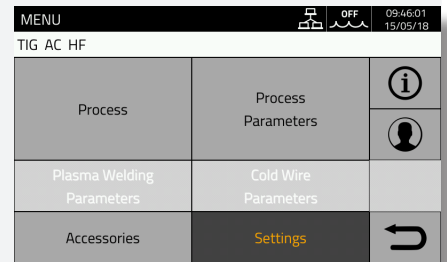 MENU
OFF
09:46:01
15/05/18
TIG AC HF
Process
Process
Parameters
Plasma Welding
Parameters
Cold Wire
Parameters
Accessories
Settings